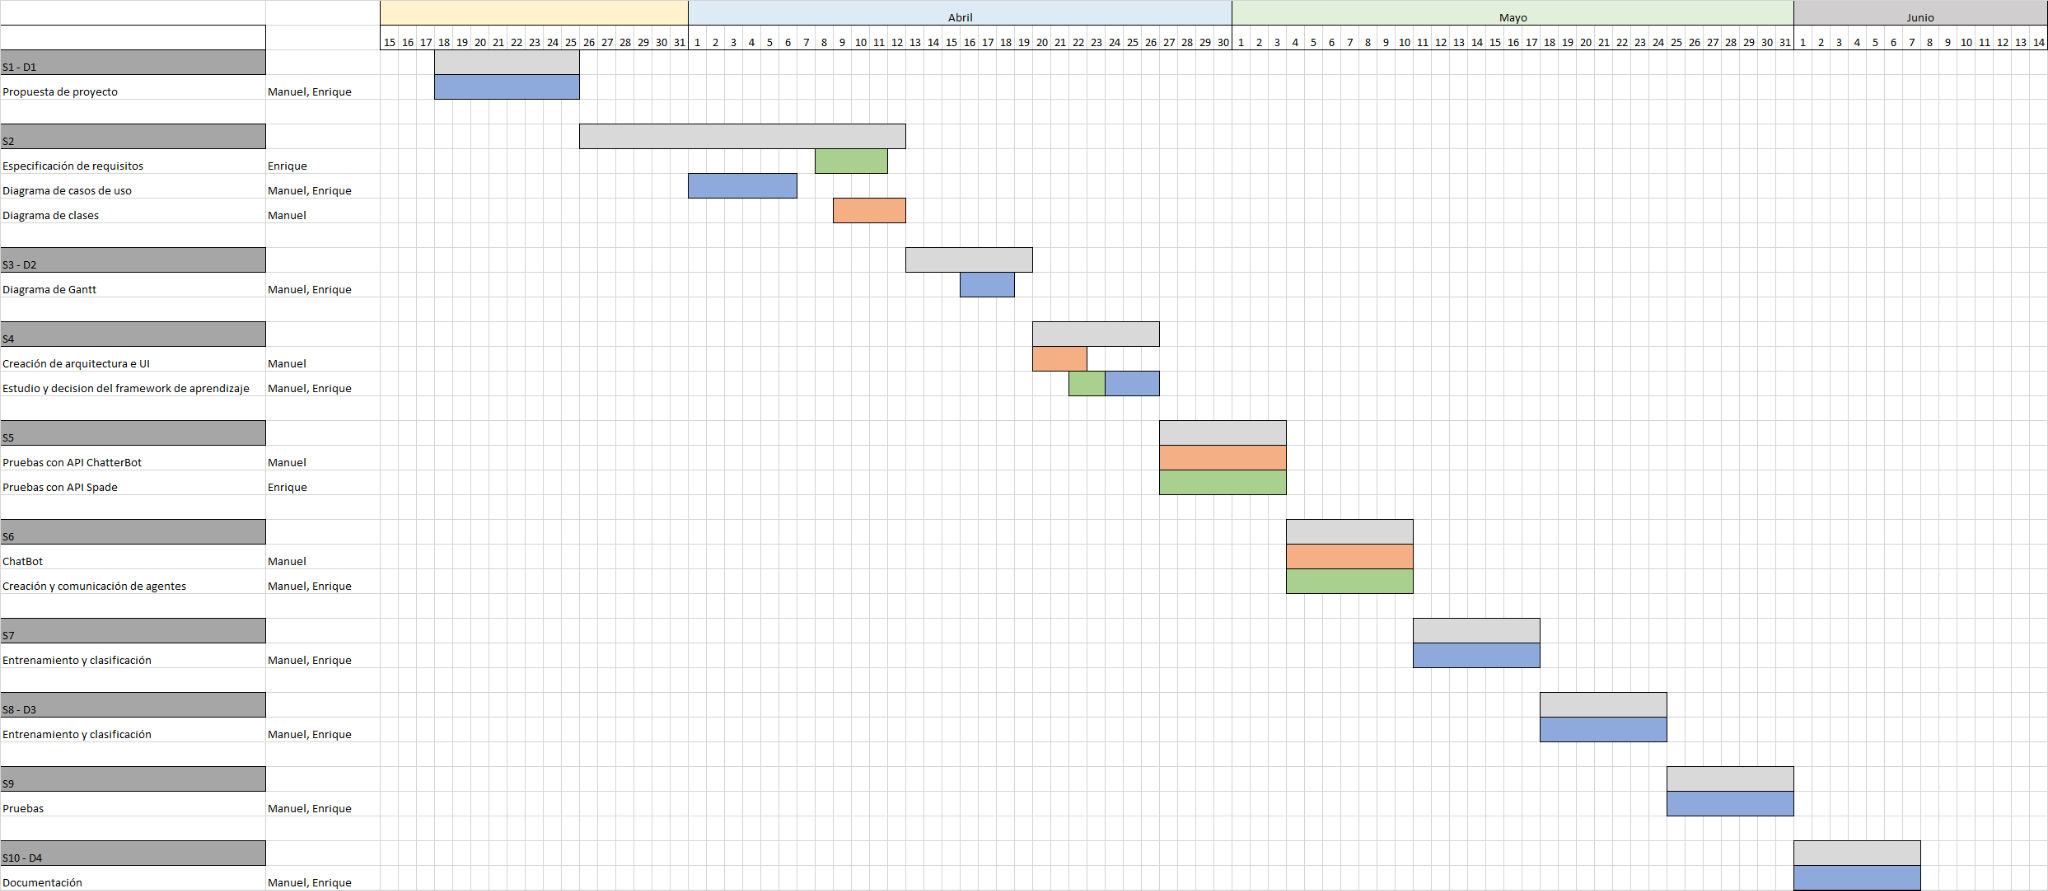 Abril Mayo Junio
15 16 17 18 19 20 21 22 23 24 25 26 27 28 29 30 31 1 2 3 4 5 6 7 8 9 10 11 12 13 14 15 16 17 18 19 20 21 22 23 24 25 26 27 28 29 30 1 2 3 4 5 6 7 8 9 10 11 12 13 14 15 16 17 18 19 20 21 22 23 24 25 26 27 28 29 30 31 1 2 3 4 5 6 7 8 9 10 11 12 13 14
S1 - D1
Propuesta de proyecto Manuel, Enrique
S2
Especificación de requisitos Enrique
Diagrama de casos de uso Manuel, Enrique
Diagrama de clases Manuel
S3 - D2
Diagrama de Gantt Manuel, Enrique
S4
Creación de arquitectura e UI Manuel
Estudio y decision del framework de aprendizaje Manuel, Enrique
S5
Pruebas con API ChatterBot Manuel
Pruebas con API Spade Enrique
S6
ChatBot Manuel
Creación y comunicación de agentes Manuel, Enrique
S7
Entrenamiento y clasificación Manuel, Enrique
S8 - D3
Entrenamiento y clasificación Manuel, Enrique
S9
Pruebas Manuel, Enrique
S10 - D4
Documentación Manuel, Enrique